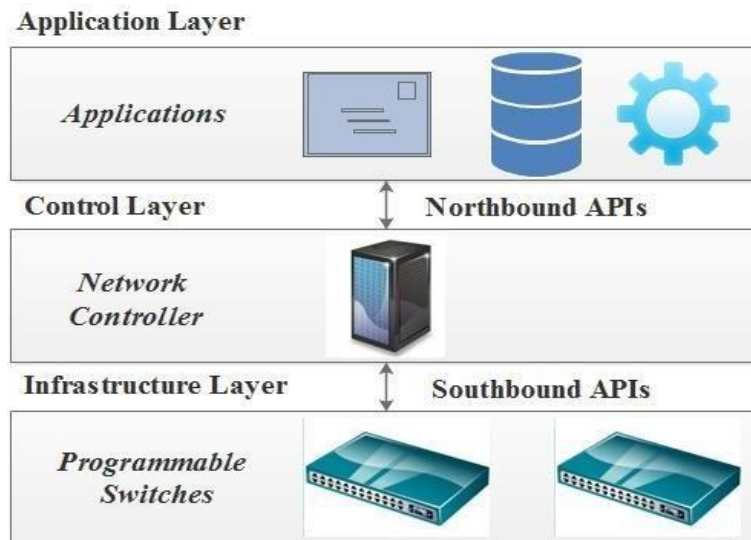 Application Layer
Applications
Control Layer
Northbound APIs
Network
Controller
Infrastructure Layer
Southbound APIs
Programmable
Switches